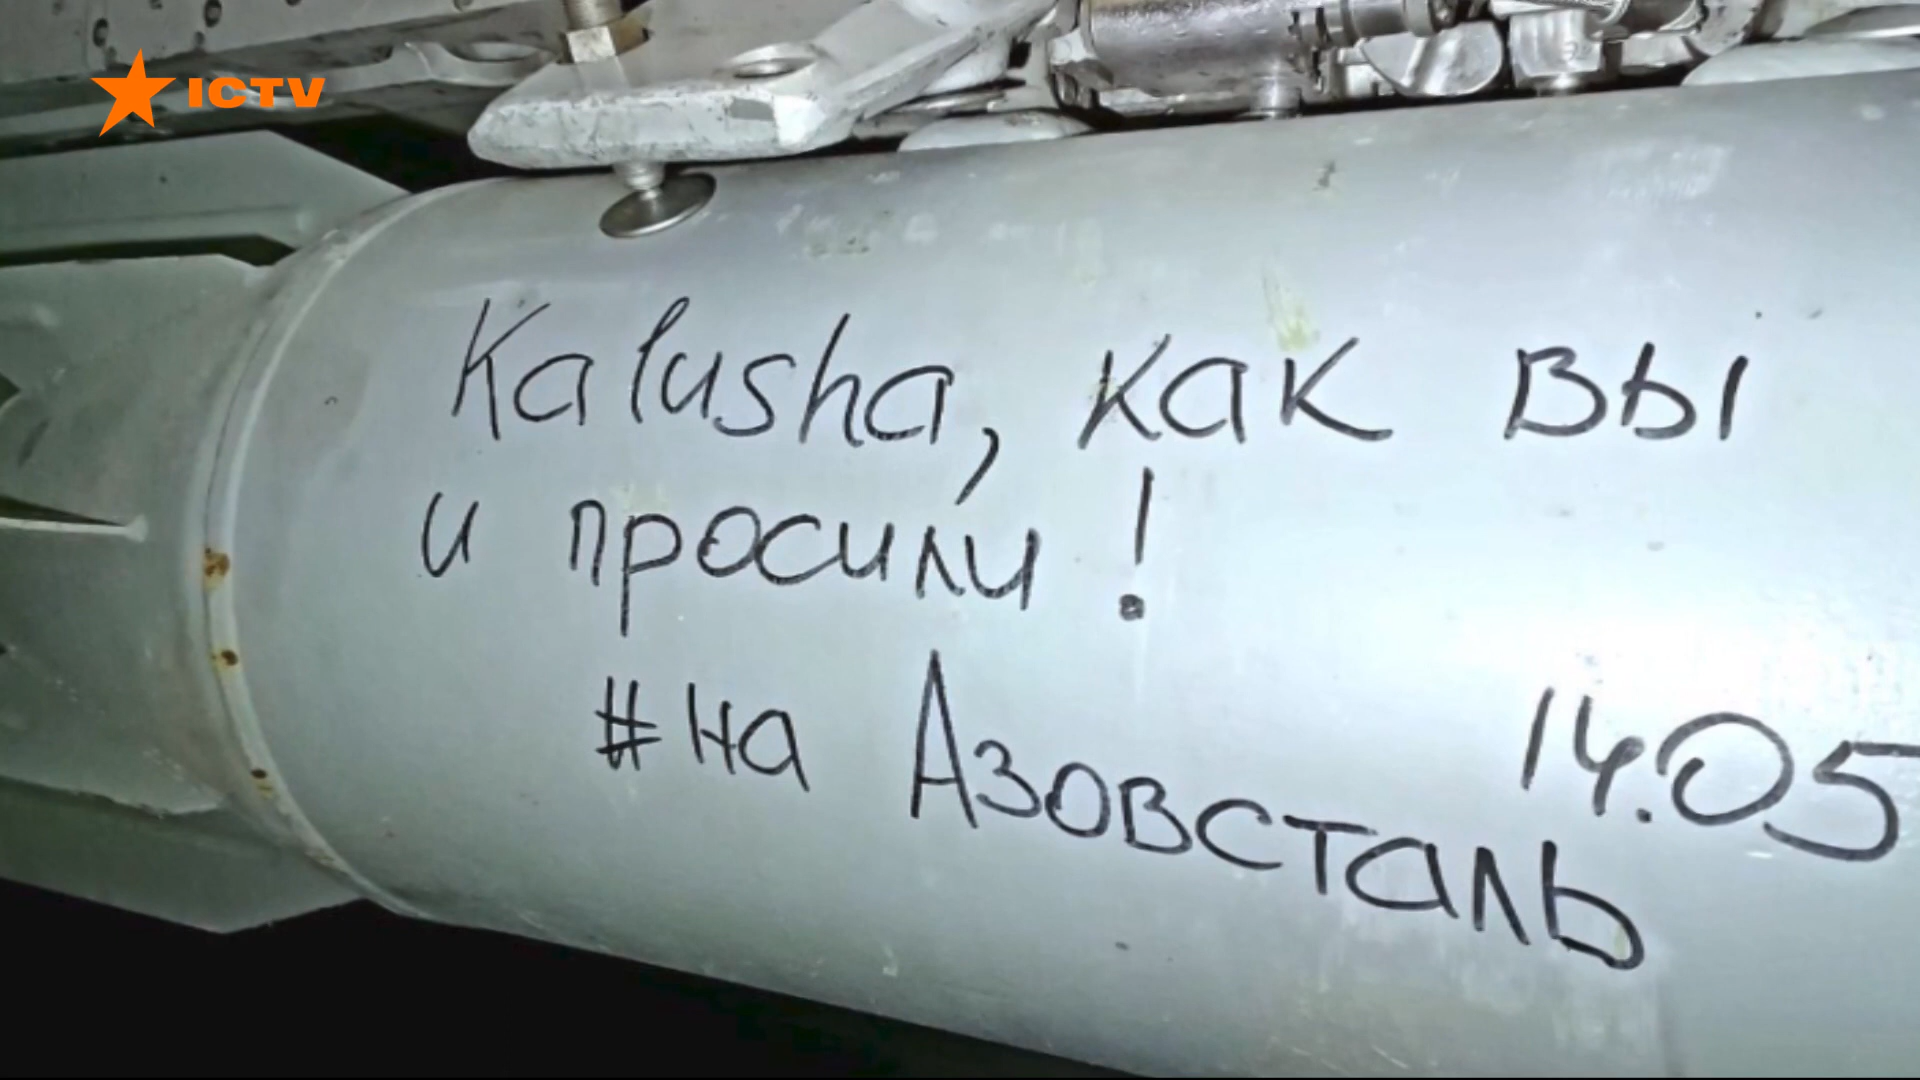 ICTV
Kalusha, как вы
и просили!
#на Азовсталь
14.05